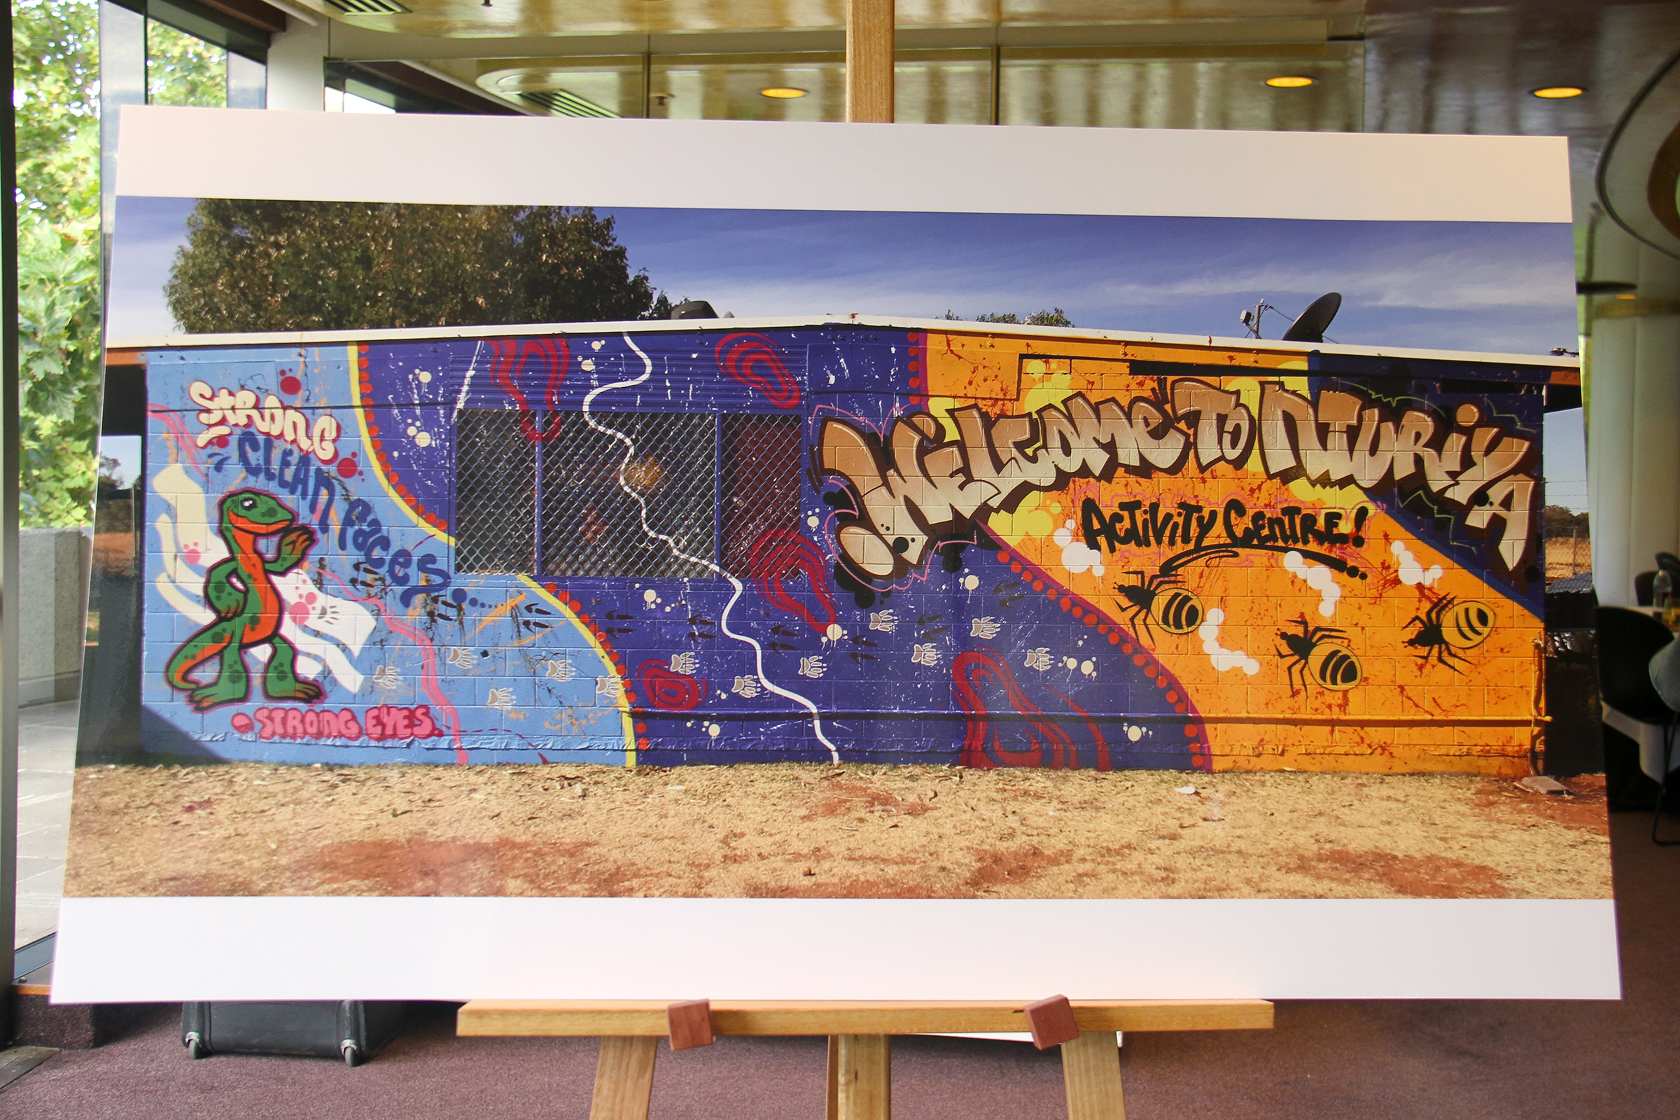 STRONG
CLEAN faces
STRONG EYES.
WELCOME TO NTURIYA
ACTIVITY CENTRE!